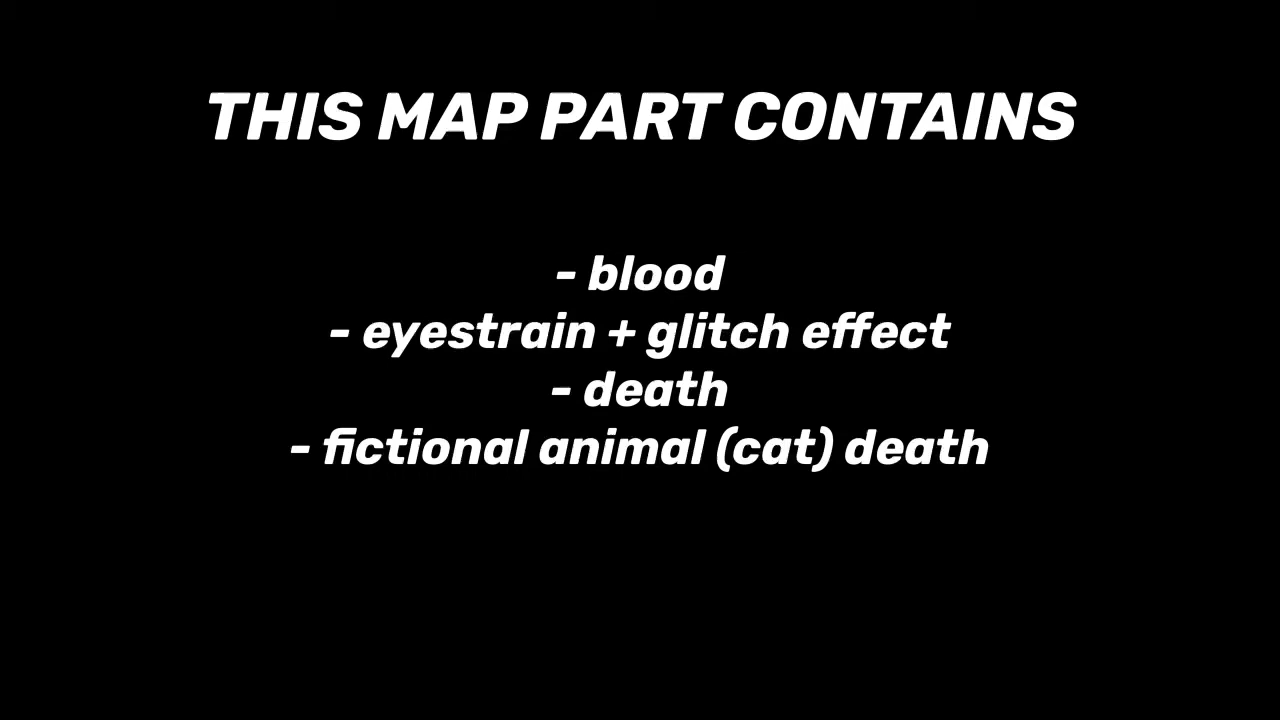 THIS MAP PART CONTAINS
- blood
- eyestrain + glitch effect
- death
- fictional animal (cat) death